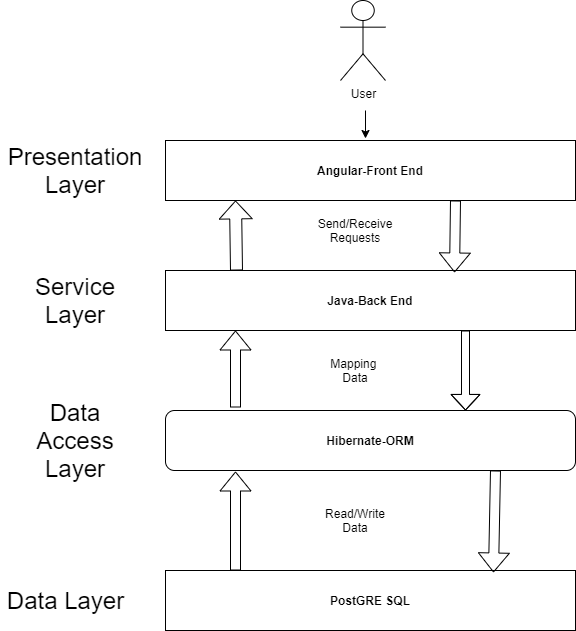 User
Presentation
Layer
Angular-Front End
Send/Receive
Requests
Service
Layer
Java-Back End
Mapping
Data
Data
Access
Layer
Hibernate-ORM
Read/Write
Data
Data Layer
PostGRE SQL